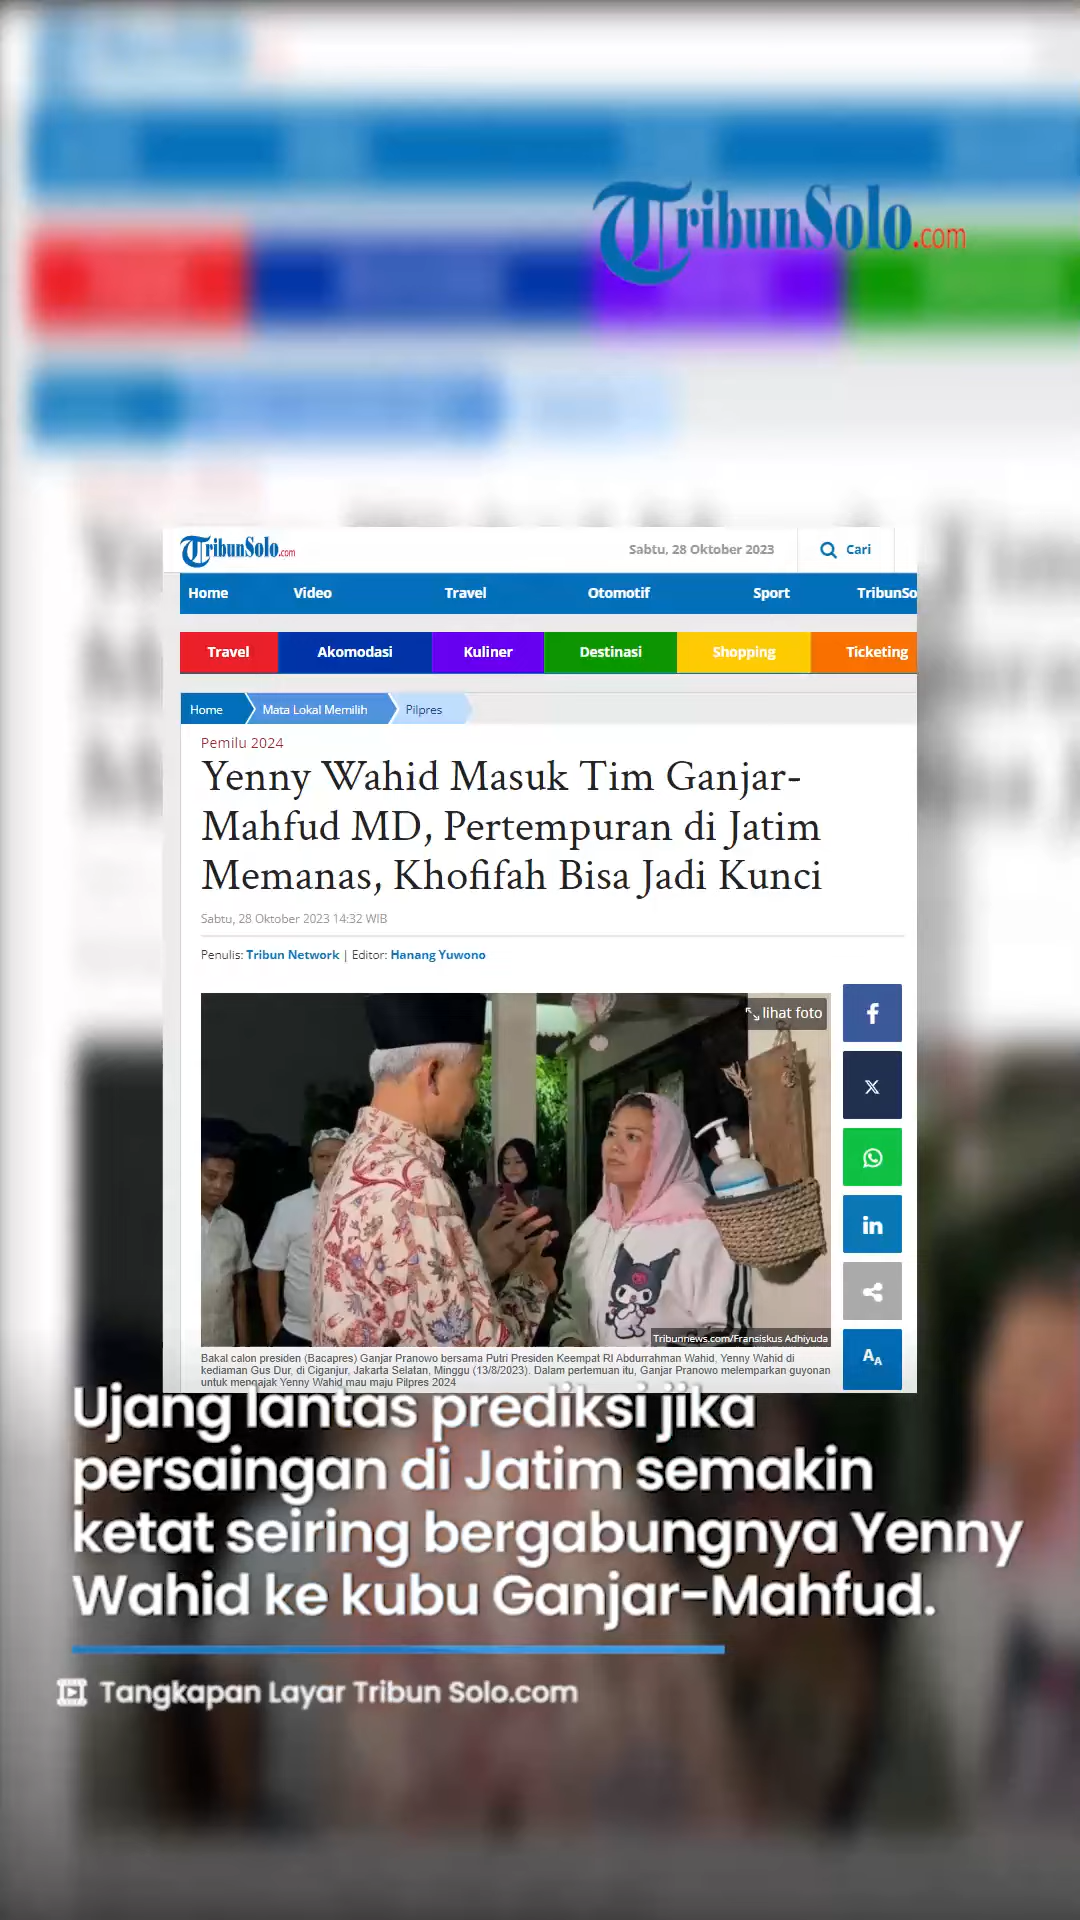 TribunSolo.com
TribunSolo.com
Sabtu, 28 Oktober 2023
Cari
Home Video Travel Otomotif Sport TribunSo
Travel Akomodasi Kuliner Destinasi Shopping Ticketing
Home Mata Lokal Memilih Pilpres
Pemilu 2024
Yenny Wahid Masuk Tim Ganjar-
Mahfud MD, Pertempuran di Jatim
Memanas, Khofifah Bisa Jadi Kunci
Sabtu, 28 Oktober 2023 14:32 WIB
Penulis: Tribun Network | Editor: Hanang Yuwono
lihat foto
Tribunnews.com/Fransiskus Adhiyuda
Bakal calon presiden (Bacapres) Ganjar Pranowo bersama Putri Presiden Keempat RI Abdurrahman Wahid, Yenny Wahid di
kediaman Gus Dur, di Ciganjur, Jakarta Selatan, Minggu (13/8/2023). Dalam pertemuan itu, Ganjar Pranowo melemparkan guyonan
untuk mengajak Yenny Wahid mau maju Pilpres 2024
Ujang lantas prediksi jika
persaingan di Jatim semakin
ketat seiring bergabungnya Yenny
Wahid ke kubu Ganjar-Mahfud.
Tangkapan Layar Tribun Solo.com